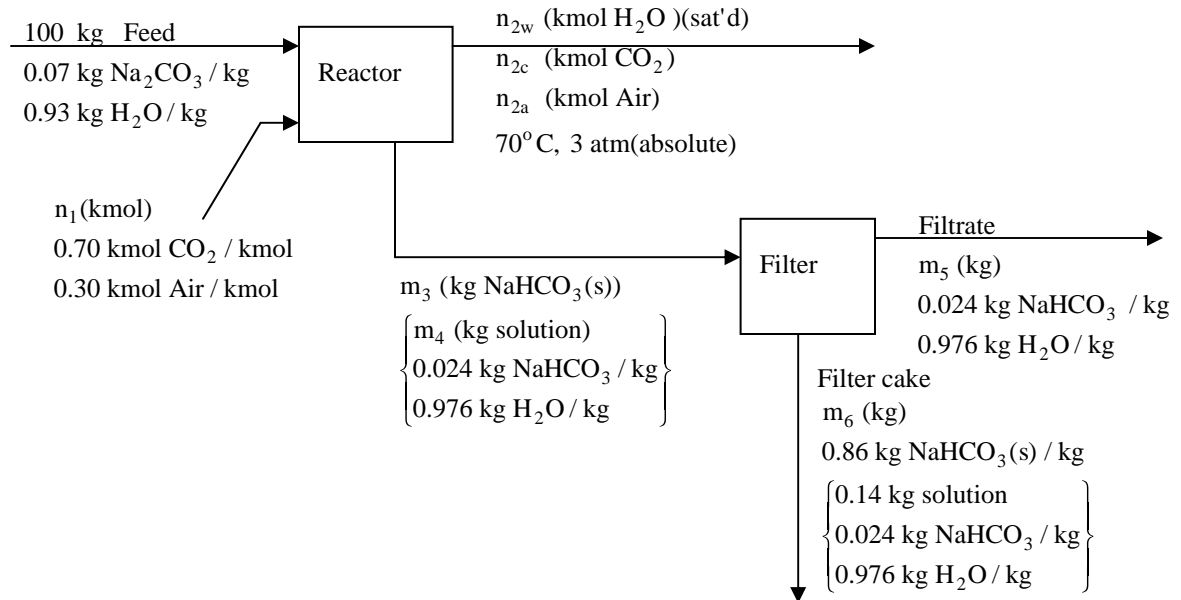 100 kg Feed
0.07 kg Na₂CO₃ / kg
0.93 kg H₂O / kg
Reactor
n₂w (kmol H₂O )(sat'd)
n₂c (kmol CO₂)
n₂a (kmol Air)
70°C, 3 atm(absolute)
n₁(kmol)
0.70 kmol CO₂ / kmol
0.30 kmol Air / kmol
m₃ (kg NaHCO₃(s))
m₄ (kg solution)
0.024 kg NaHCO₃ / kg
0.976 kg H₂O / kg
Filter
Filtrate
m₅ (kg)
0.024 kg NaHCO₃ / kg
0.976 kg H₂O / kg
Filter cake
m₆ (kg)
0.86 kg NaHCO₃(s) / kg
0.14 kg solution
0.024 kg NaHCO₃ / kg
0.976 kg H₂O / kg